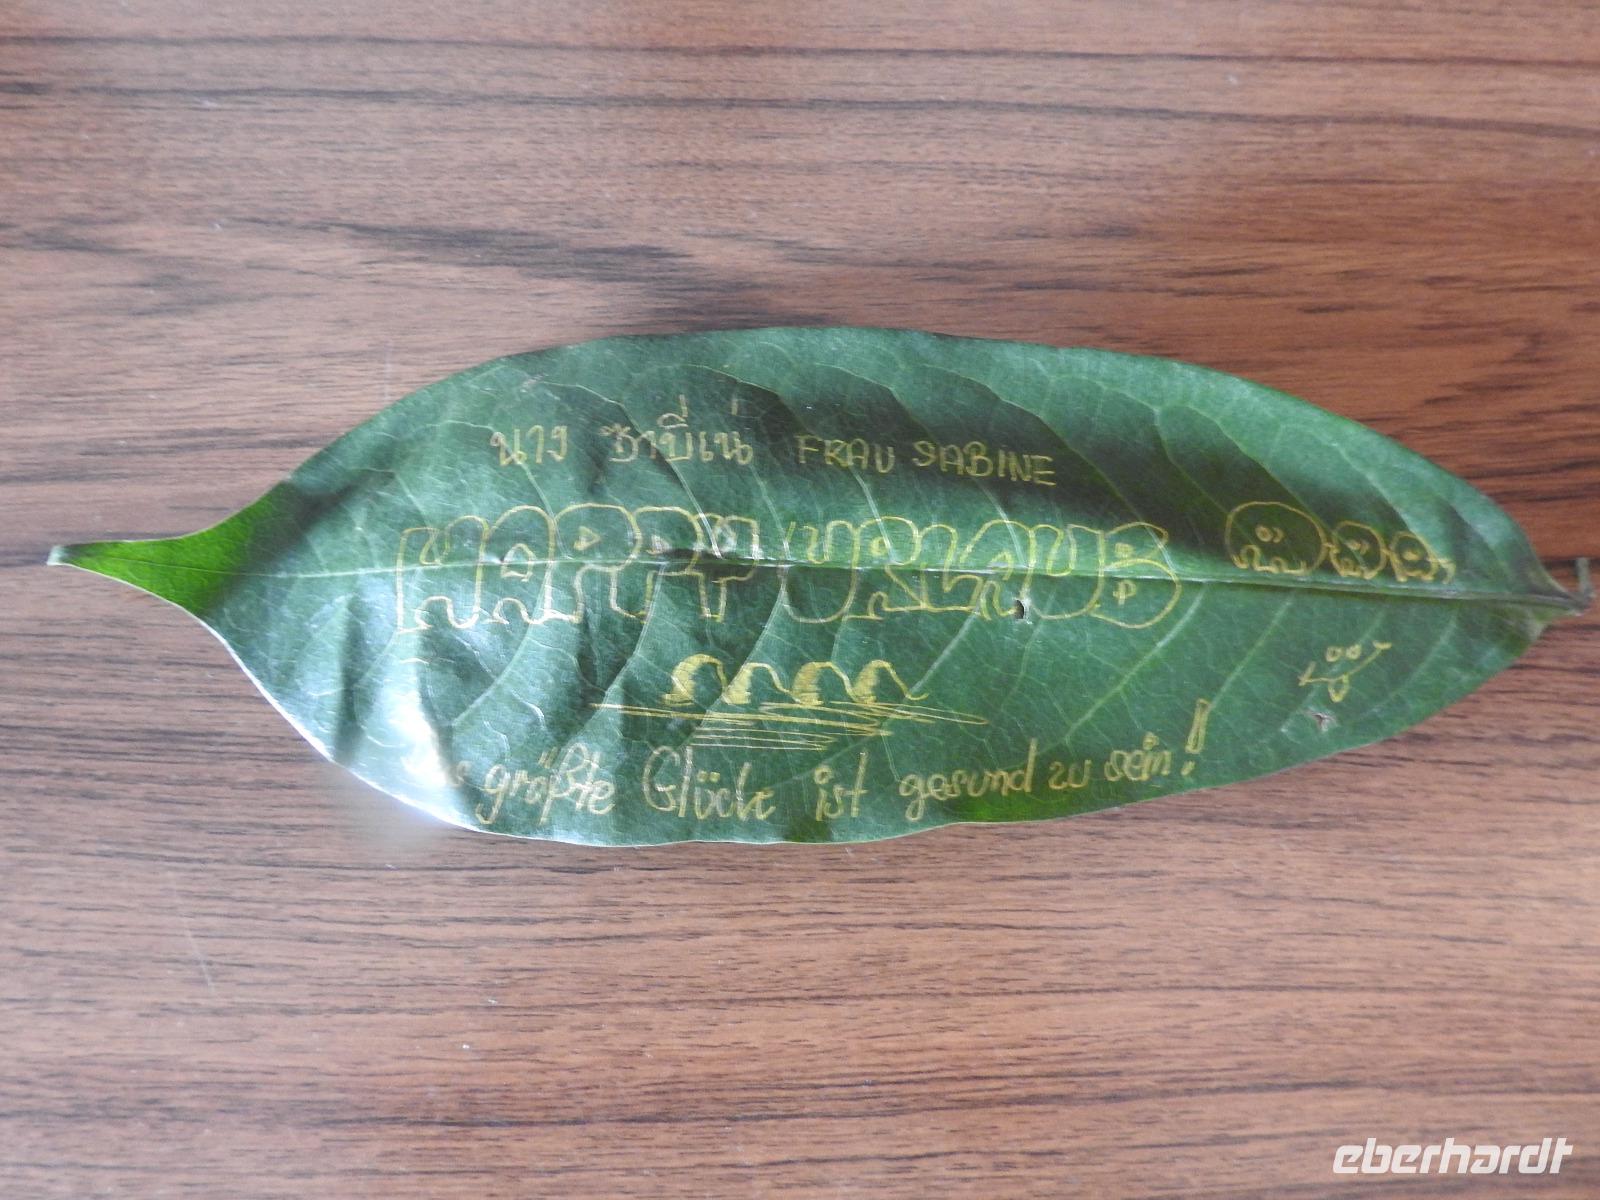 นาง ซาบีเน่ FRAU SABINE
HAPPY URLAUB
Das größte Glück ist gesund zu sein!
eberhardt